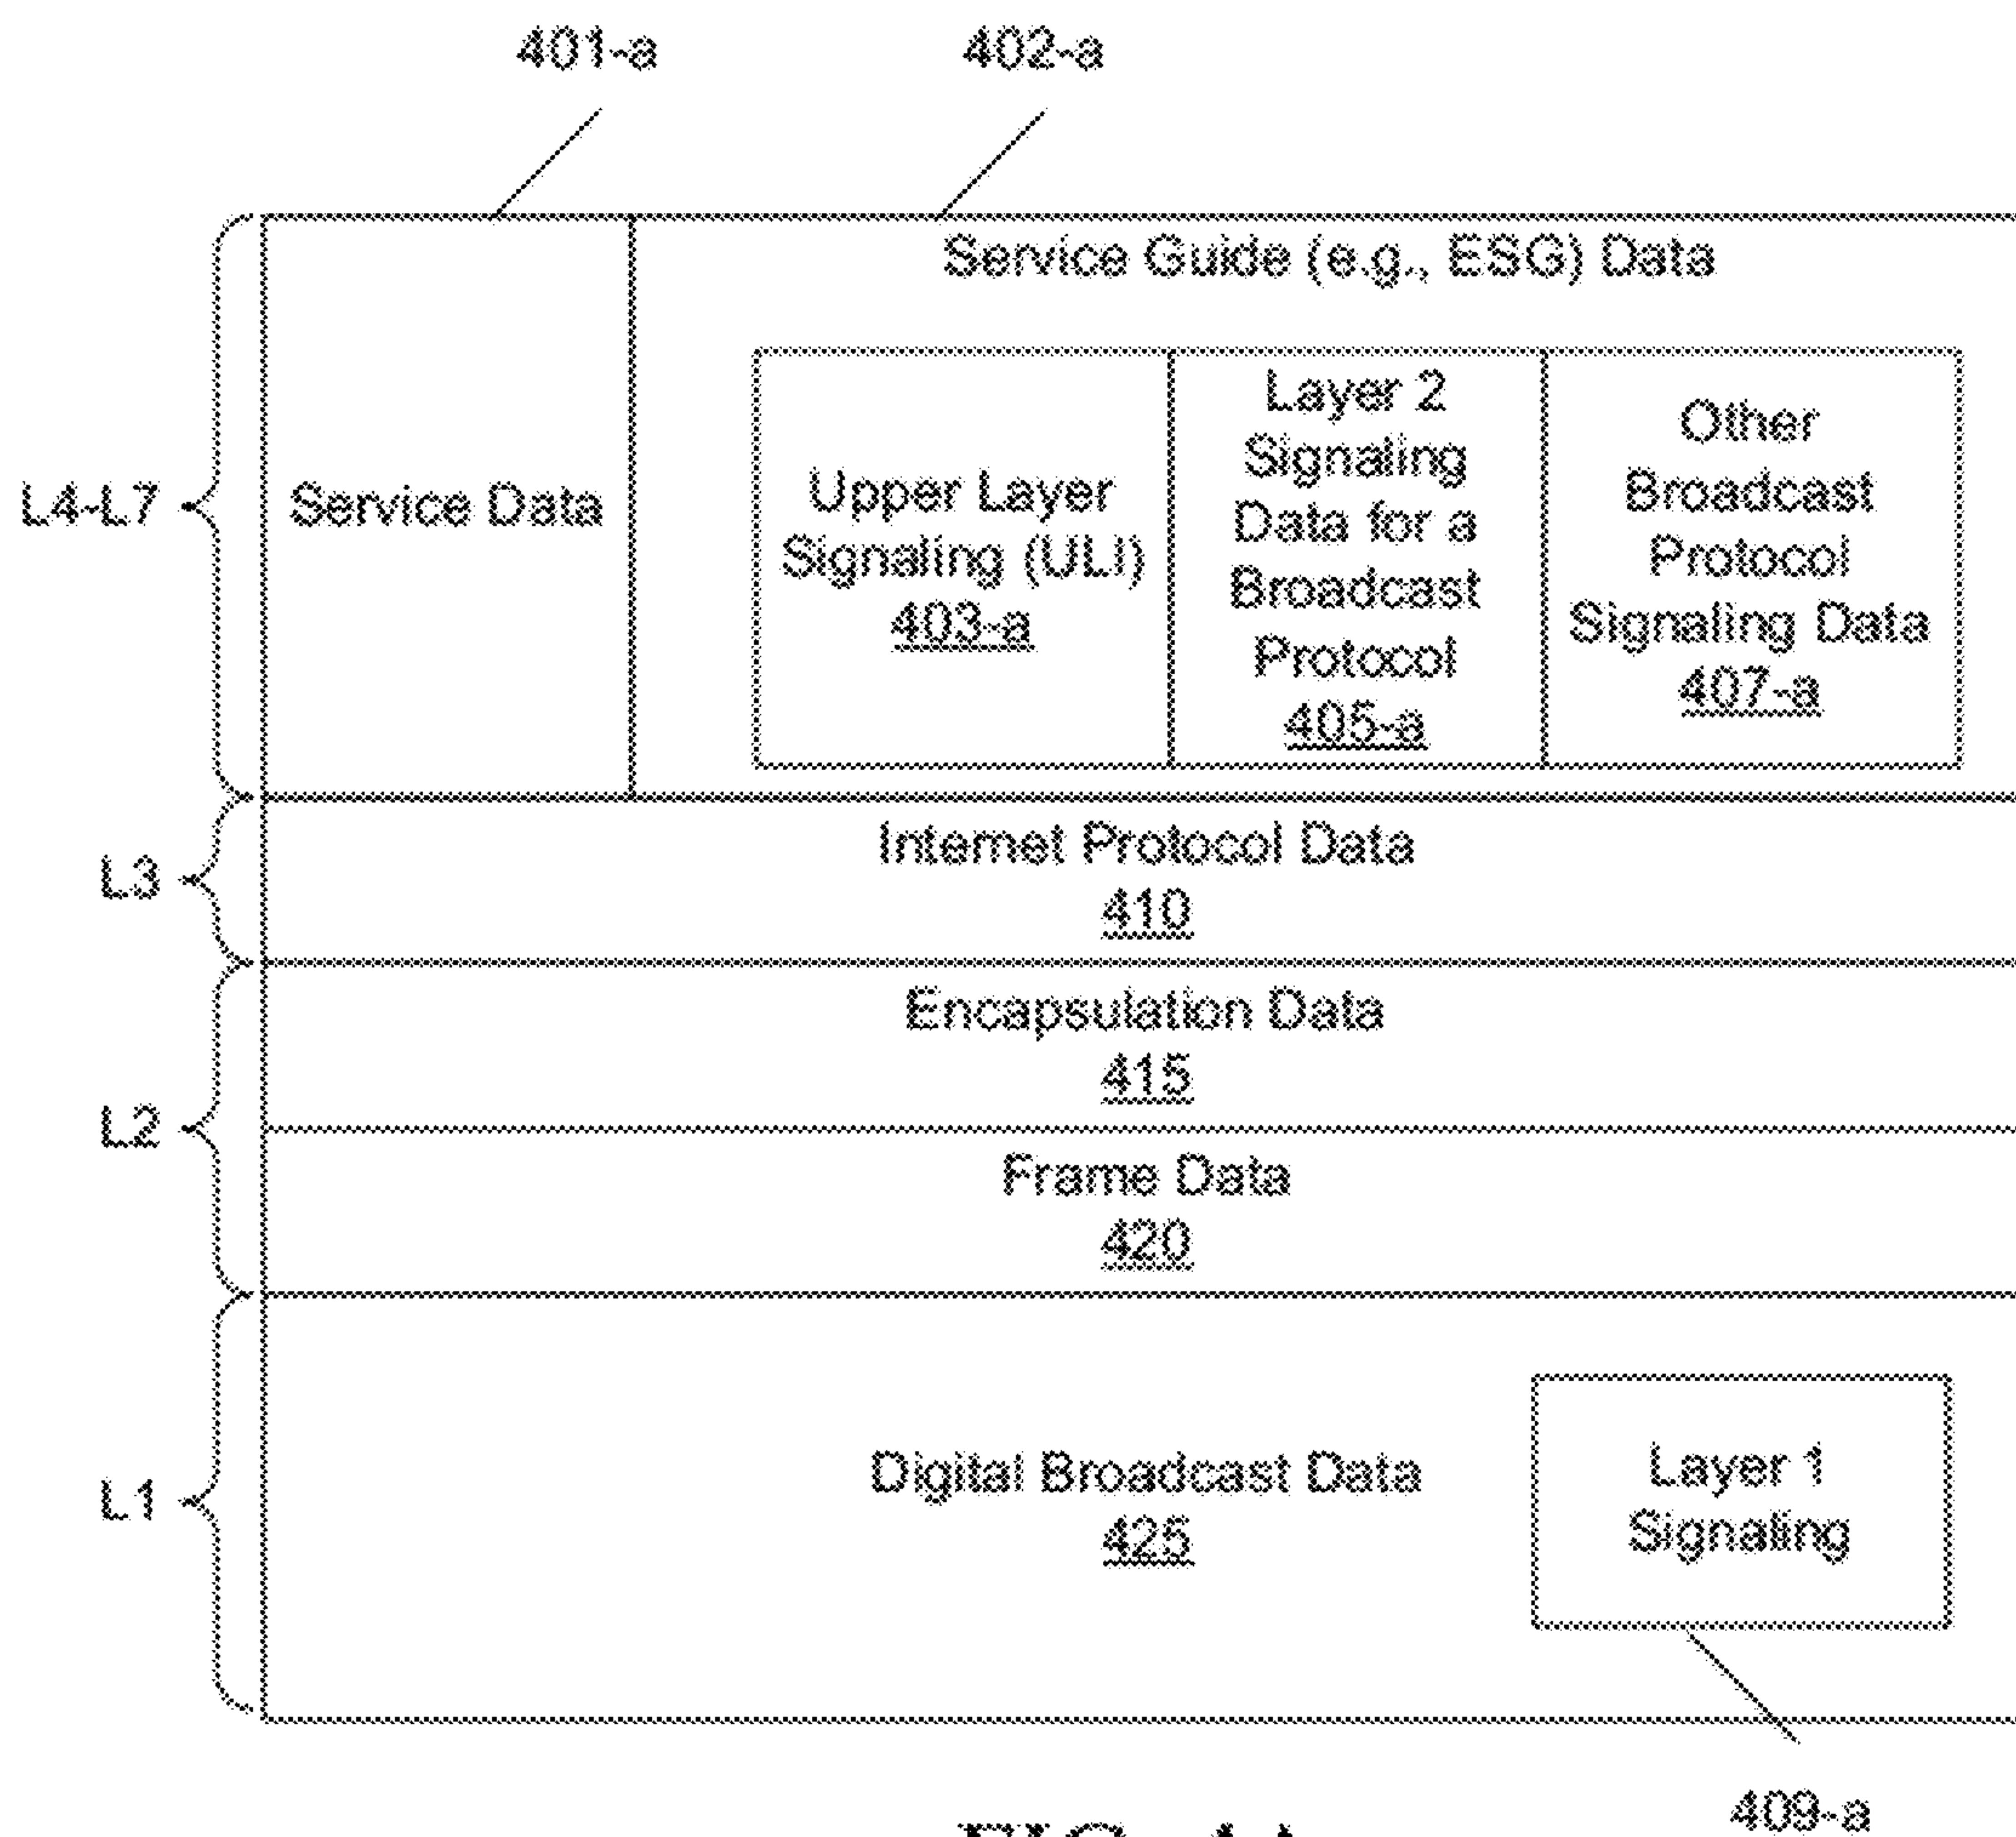 401-a
402-a
Service Guide (e.g., ESG) Data
L4-L7
Service Data
Upper Layer
Signaling (ULI)
403-a
Layer 2
Signaling
Data for a
Broadcast
Protocol
405-a
Other
Broadcast
Protocol
Signaling Data
407-a
L3
Internet Protocol Data
410
L2
Encapsulation Data
415
Frame Data
420
L1
Digital Broadcast Data
425
Layer 1
Signaling
409-a